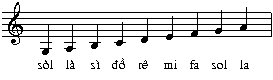 sòl là sì đồ rê mi fa sol la